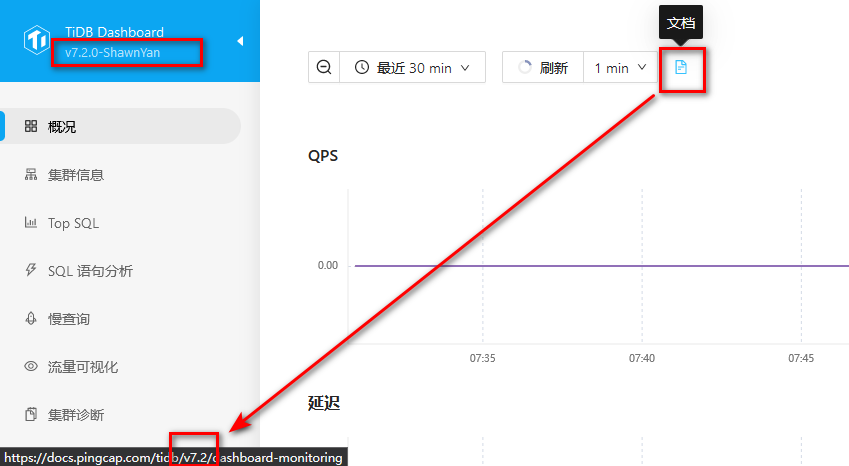 TiDB Dashboard
v7.2.0-ShawnYan
文档
最近 30 min
刷新
1 min
概况
集群信息
Top SQL
SQL 语句分析
慢查询
流量可视化
集群诊断
QPS
0.00
07:35
07:40
07:45
延迟
https://docs.pingcap.com/tidb/v7.2/dashboard-monitoring